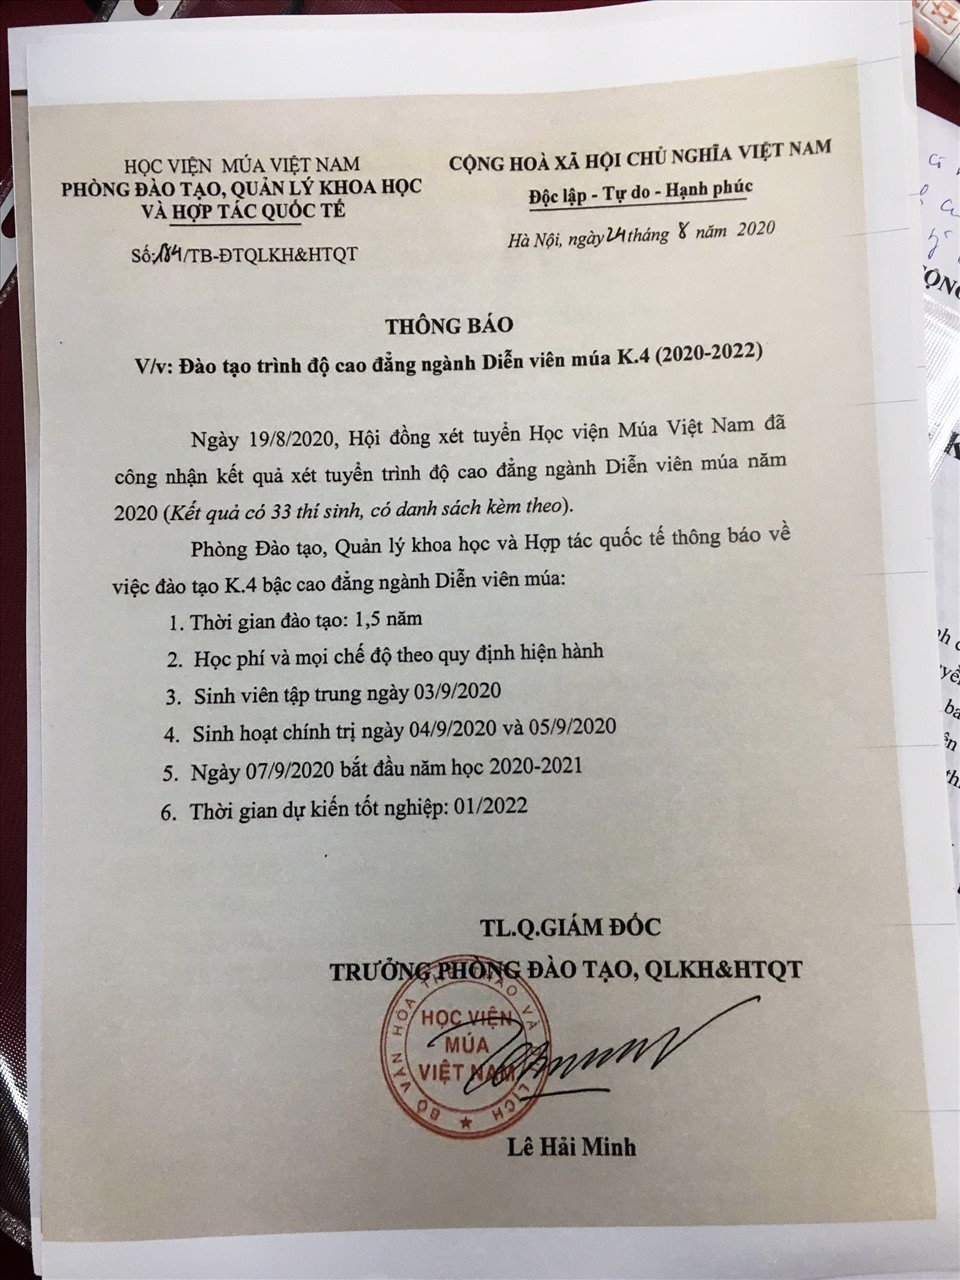 HỌC VIỆN MÚA VIỆT NAM
PHÒNG ĐÀO TẠO, QUẢN LÝ KHOA HỌC
VÀ HỢP TÁC QUỐC TẾ
Số:184/TB-ĐTQLKH&HTQT
CỘNG HOÀ XÃ HỘI CHỦ NGHĨA VIỆT NAM
Độc lập - Tự do - Hạnh phúc
Hà Nội, ngày 24 tháng 8 năm 2020
THÔNG BÁO
V/v: Đào tạo trình độ cao đẳng ngành Diễn viên múa K.4 (2020-2022)
Ngày 19/8/2020, Hội đồng xét tuyển Học viện Múa Việt Nam đã
công nhận kết quả xét tuyển trình độ cao đẳng ngành Diễn viên múa năm
2020 (Kết quả có 33 thí sinh, có danh sách kèm theo).
Phòng Đào tạo, Quản lý khoa học và Hợp tác quốc tế thông báo về
việc đào tạo K.4 bậc cao đẳng ngành Diễn viên múa:
1. Thời gian đào tạo: 1,5 năm
2. Học phí và mọi chế độ theo quy định hiện hành
3. Sinh viên tập trung ngày 03/9/2020
4. Sinh hoạt chính trị ngày 04/9/2020 và 05/9/2020
5. Ngày 07/9/2020 bắt đầu năm học 2020-2021
6. Thời gian dự kiến tốt nghiệp: 01/2022
TL.Q.GIÁM ĐỐC
TRƯỞNG PHÒNG ĐÀO TẠO, QLKH&HTQT
BỘ VĂN HÓA THỂ THAO VÀ DU LỊCH
HỌC VIỆN
MÚA
VIỆT NAM
Lê Hải Minh